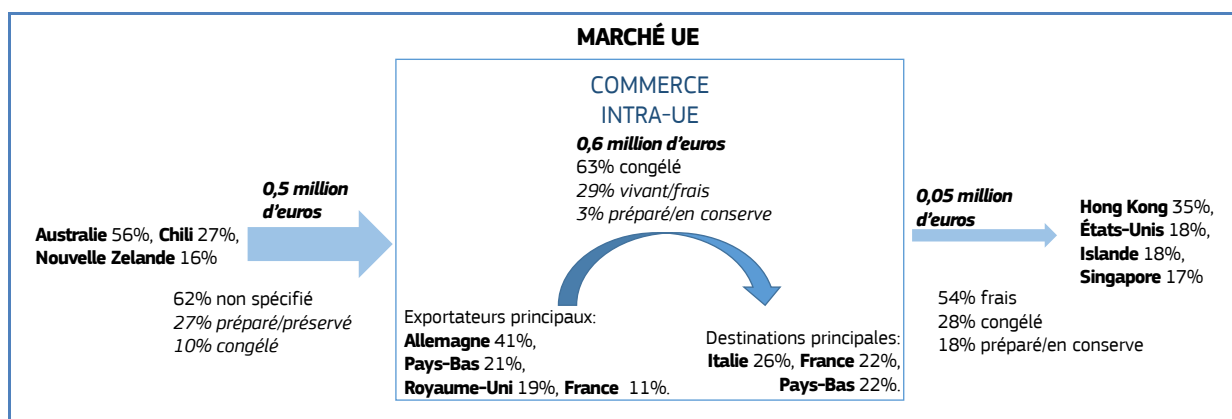 MARCHÉ UE
COMMERCE
INTRA-UE
0,6 million d’euros
63% congélé
29% vivant/frais
3% préparé/en conserve
0,5 million
d’euros
Australie 56%, Chili 27%,
Nouvelle Zelande 16%
62% non spécifié
27% préparé/préservé
10% congélé
Exportateurs principaux:
Allemagne 41%,
Pays-Bas 21%,
Royaume-Uni 19%, France 11%.
Destinations principales:
Italie 26%, France 22%,
Pays-Bas 22%.
0,05 million
d’euros
Hong Kong 35%,
États-Unis 18%,
Islande 18%,
Singapore 17%
54% frais
28% congélé
18% préparé/en conserve